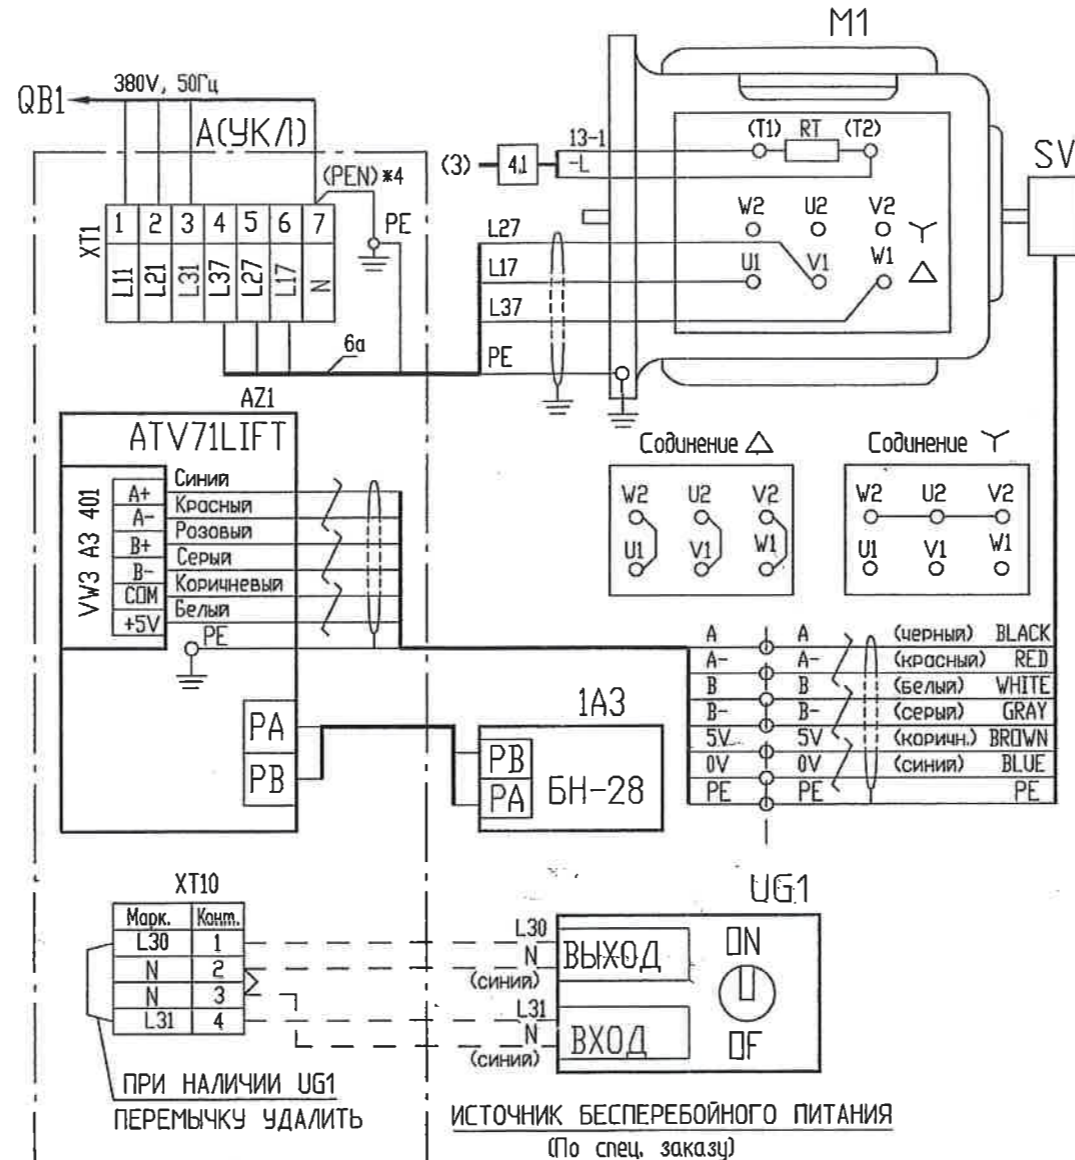 M1
380V, 50Гц
QB1
А(УКЛ)
(PEN)*4
PE
XT1
1 2 3 4 5 6 7
L11 L21 L31 L37 L27 L17 N
6а
(3) 4.1 13-1
-L
(T1) RT (T2)
SV
W2 U2 V2
U1 V1 W1
L27
L17
L37
PE
AZ1
ATV71LIFT
VW3 A3 401
A+ Синий
A- Красный
B+ Розовый
B- Серый
COM Коричневый
+5V Белый
PE
PA
PB
Содинение △
W2 U2 V2
U1 V1 W1
Содинение Y
W2 U2 V2
U1 V1 W1
A A (черный) BLACK
A- A- (красный) RED
B B (белый) WHITE
B- B- (серый) GRAY
5V 5V (коричн.) BROWN
0V 0V (синий) BLUE
PE PE PE
1А3
PB
PA
БН-28
XT10
Марк. Конт.
L30 1
N 2
N 3
L31 4
ПРИ НАЛИЧИИ UG1
ПЕРЕМЫЧКУ УДАЛИТЬ
UG1
L30
N
(синий)
ВЫХОД
L31
N
(синий)
ВХОД
ON
OF
ИСТОЧНИК БЕСПЕРЕБОЙНОГО ПИТАНИЯ
(По спец. заказу)